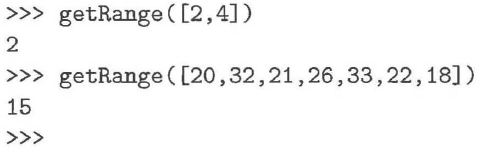 >>> getRange([2,4])
2
>>> getRange([20,32,21,26,33,22,18])
15
>>>